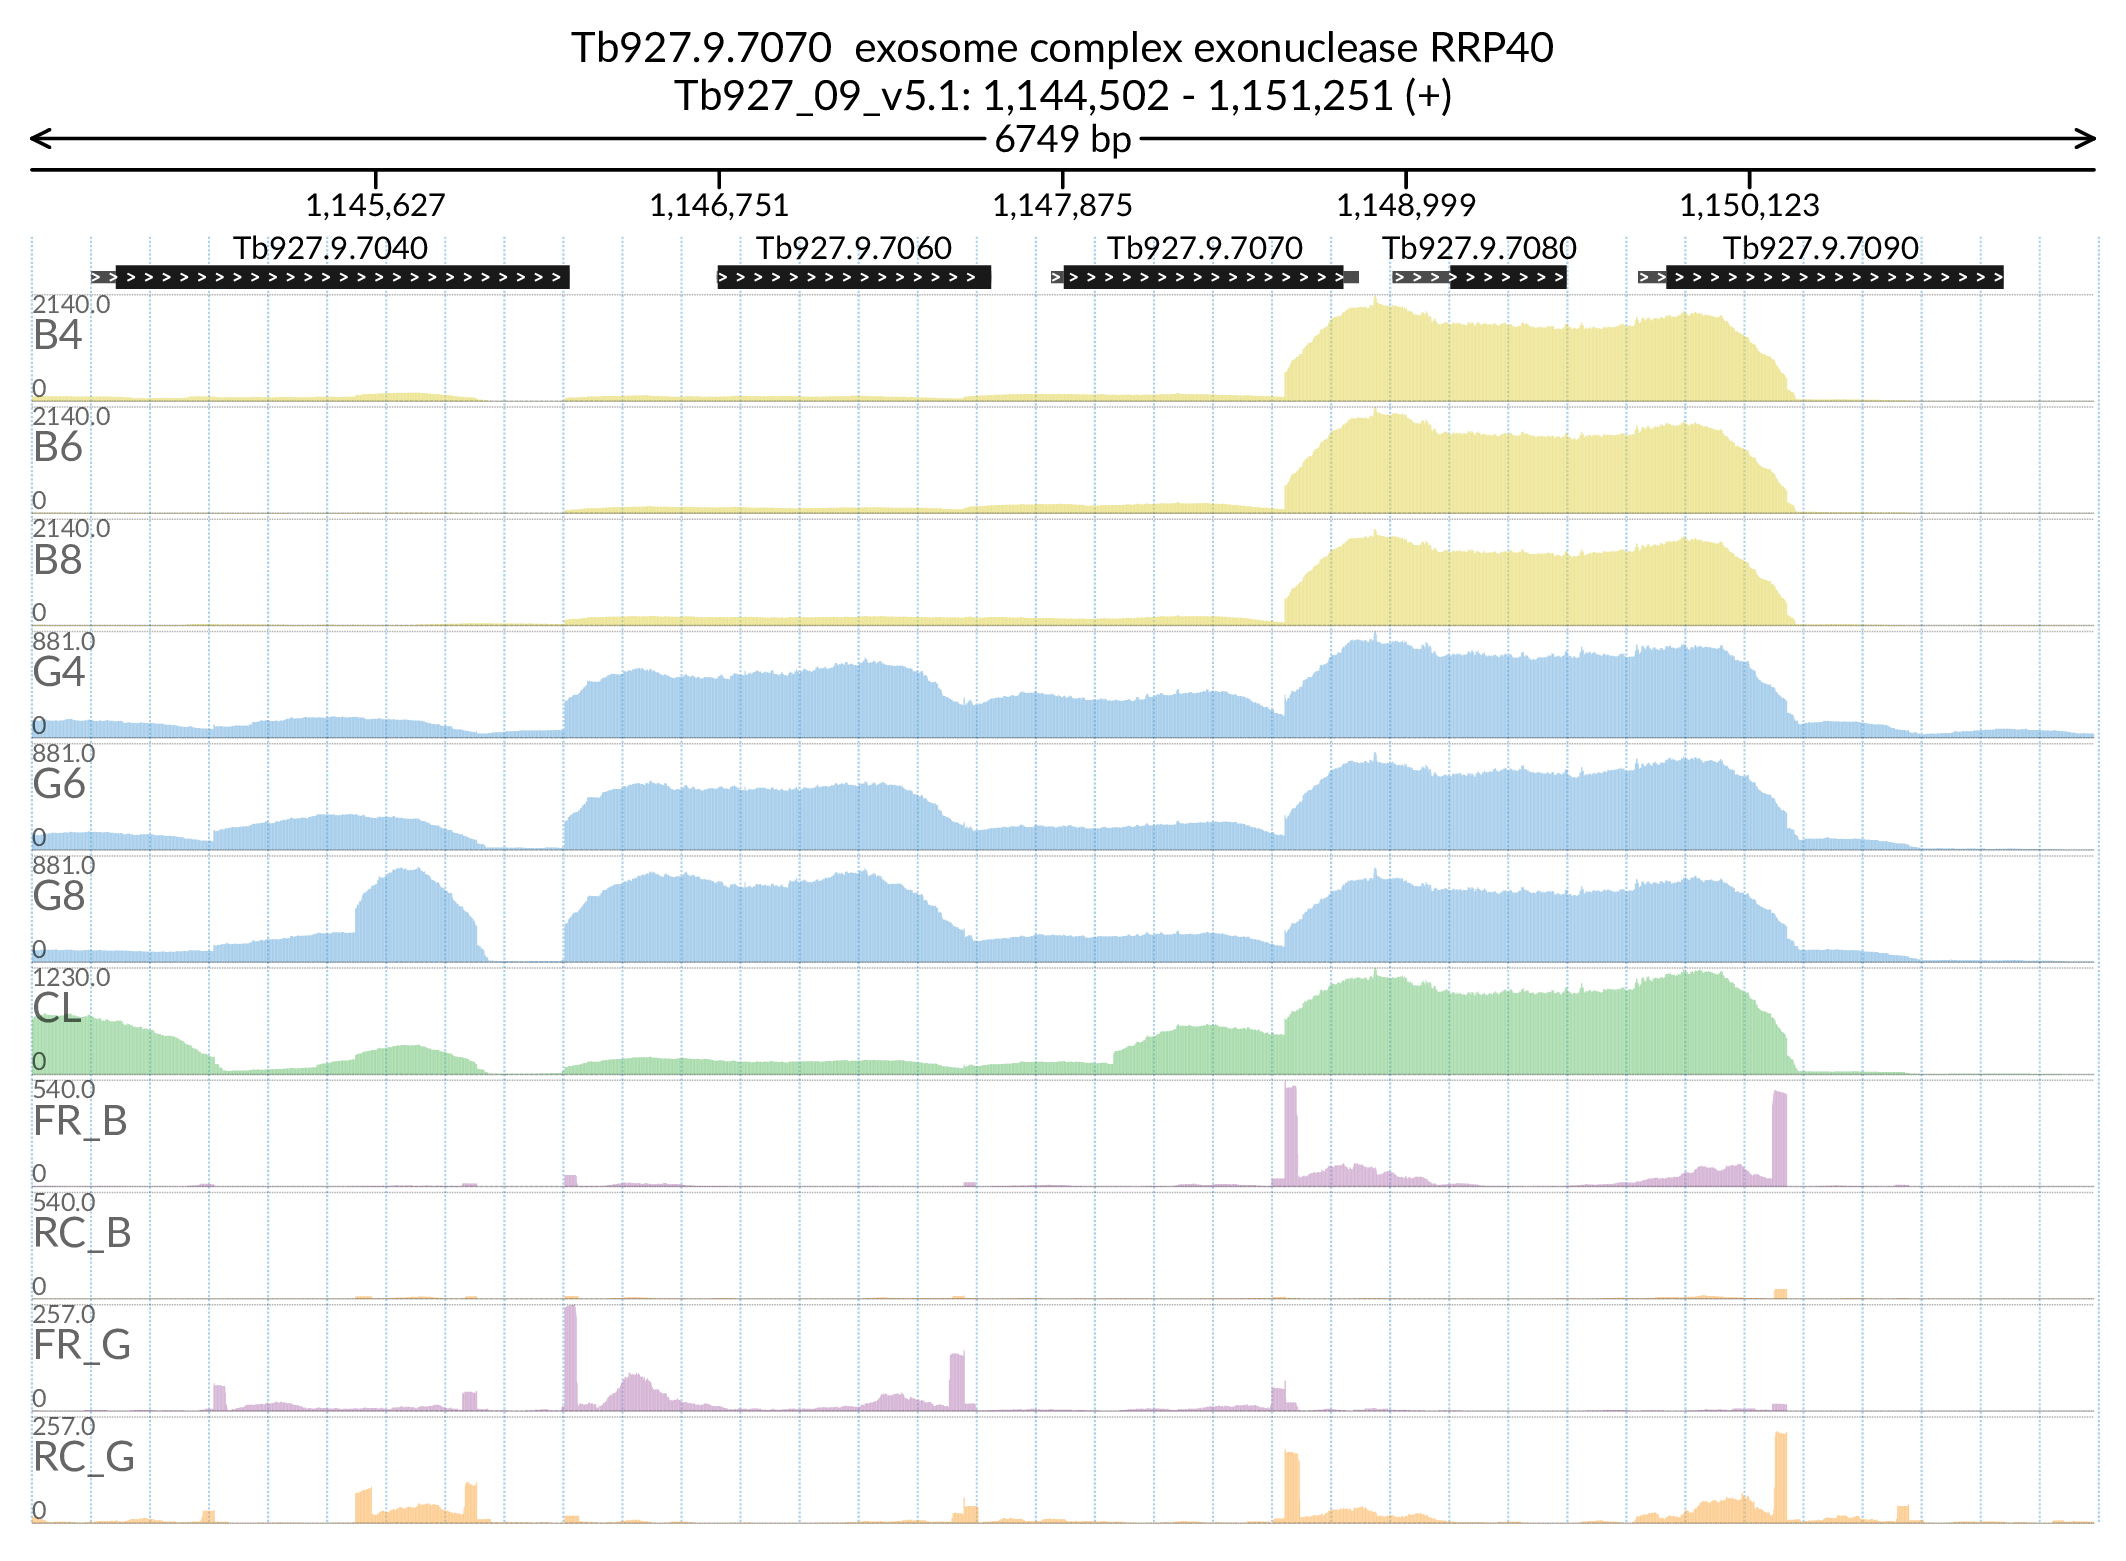 Tb927.9.7070  exosome complex exonuclease RRP40
Tb927_09_v5.1: 1,144,502 - 1,151,251 (+)
6749 bp
1,145,627 1,146,751 1,147,875 1,148,999 1,150,123
Tb927.9.7040 Tb927.9.7060 Tb927.9.7070 Tb927.9.7080 Tb927.9.7090
2140.0
B4
0
2140.0
B6
0
2140.0
B8
0
881.0
G4
0
881.0
G6
0
881.0
G8
0
1230.0
CL
0
540.0
FR_B
0
540.0
RC_B
0
257.0
FR_G
0
257.0
RC_G
0